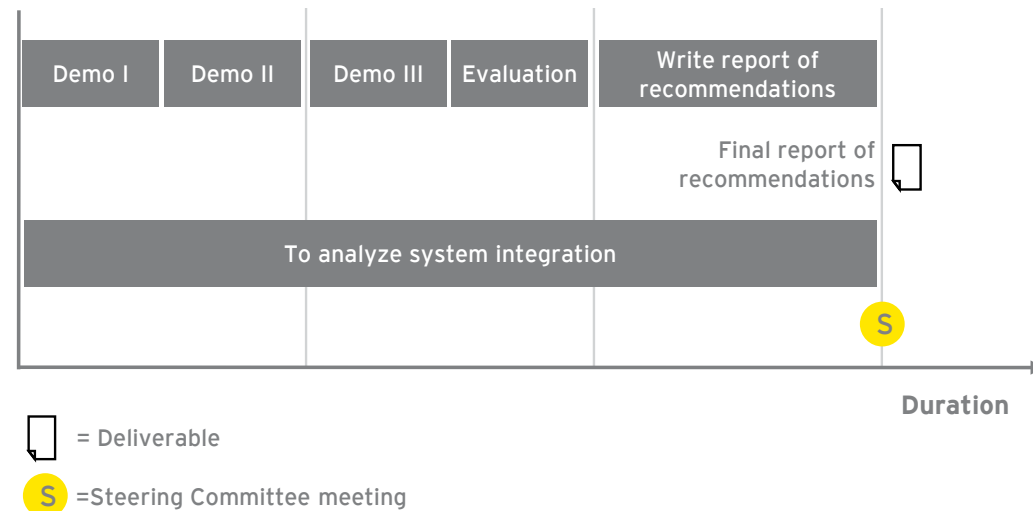 Demo I
Demo II
Demo III
Evaluation
Write report of
recommendations
Final report of
recommendations
To analyze system integration
S
Duration
= Deliverable
S =Steering Committee meeting